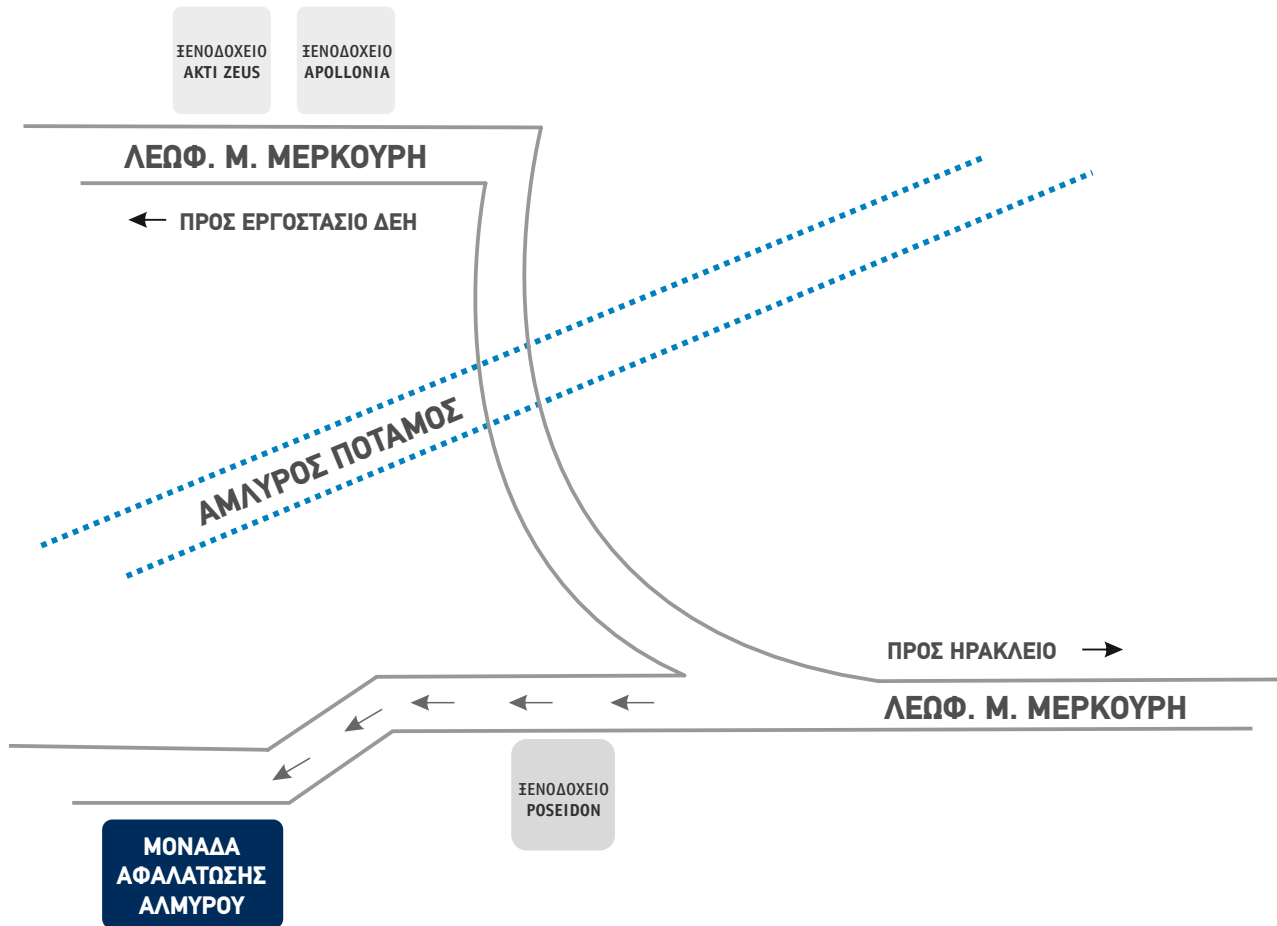 ΞΕΝΟΔΟΧΕΙΟ
AKTI ZEUS
ΞΕΝΟΔΟΧΕΙΟ
APOLLONIA
ΛΕΩΦ. Μ. ΜΕΡΚΟΥΡΗ
ΠΡΟΣ ΕΡΓΟΣΤΑΣΙΟ ΔΕΗ
ΑΜΛΥΡΟΣ ΠΟΤΑΜΟΣ
ΠΡΟΣ ΗΡΑΚΛΕΙΟ
ΛΕΩΦ. Μ. ΜΕΡΚΟΥΡΗ
ΞΕΝΟΔΟΧΕΙΟ
POSEIDON
ΜΟΝΑΔΑ
ΑΦΑΛΑΤΩΣΗΣ
ΑΛΜΥΡΟΥ